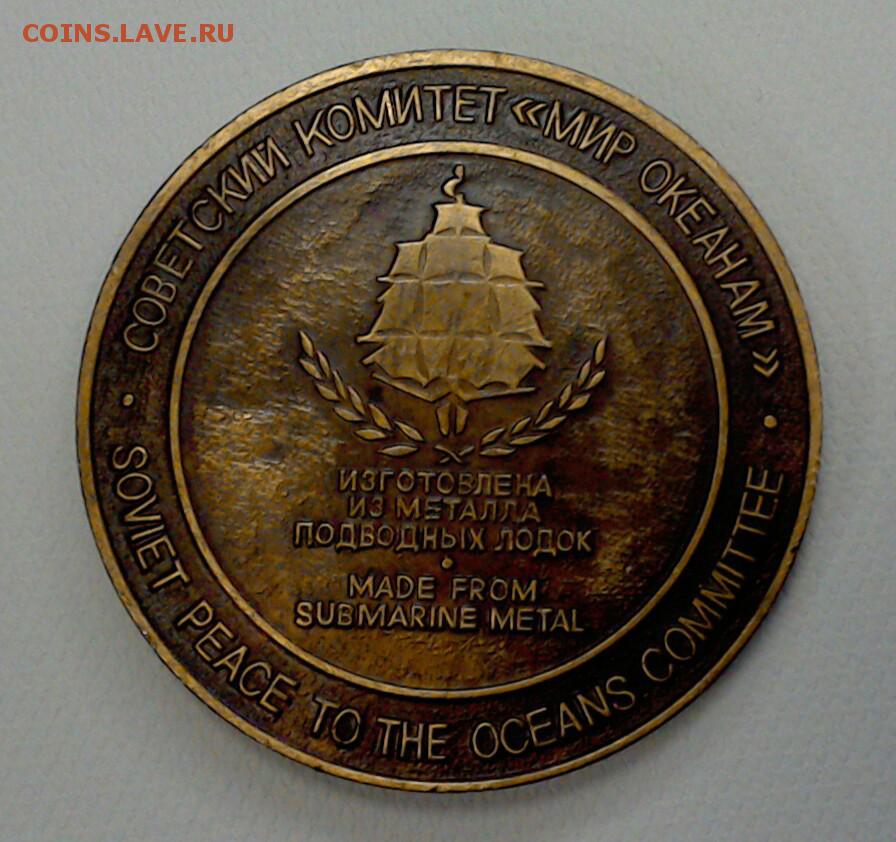 COINS.LAVE.RU
СОВЕТСКИЙ КОМИТЕТ «МИР ОКЕАНАМ»
ИЗГОТОВЛЕНА
ИЗ МЕТАЛЛА
ПОДВОДНЫХ ЛОДОК
•
MADE FROM
SUBMARINE METAL
• SOVIET PEACE TO THE OCEANS COMMITTEE •